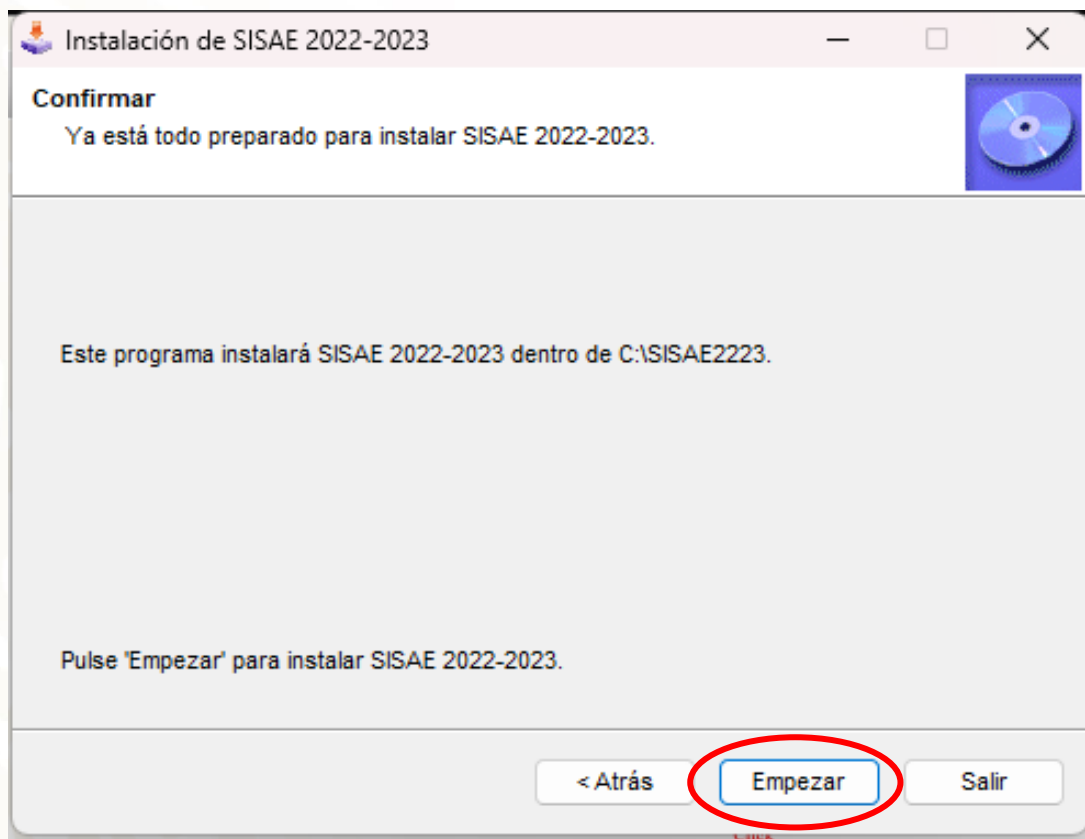 Instalación de SISAE 2022-2023
Confirmar
Ya está todo preparado para instalar SISAE 2022-2023.
Este programa instalará SISAE 2022-2023 dentro de C:\SISAE2223.
Pulse 'Empezar' para instalar SISAE 2022-2023.
< Atrás
Empezar
Salir